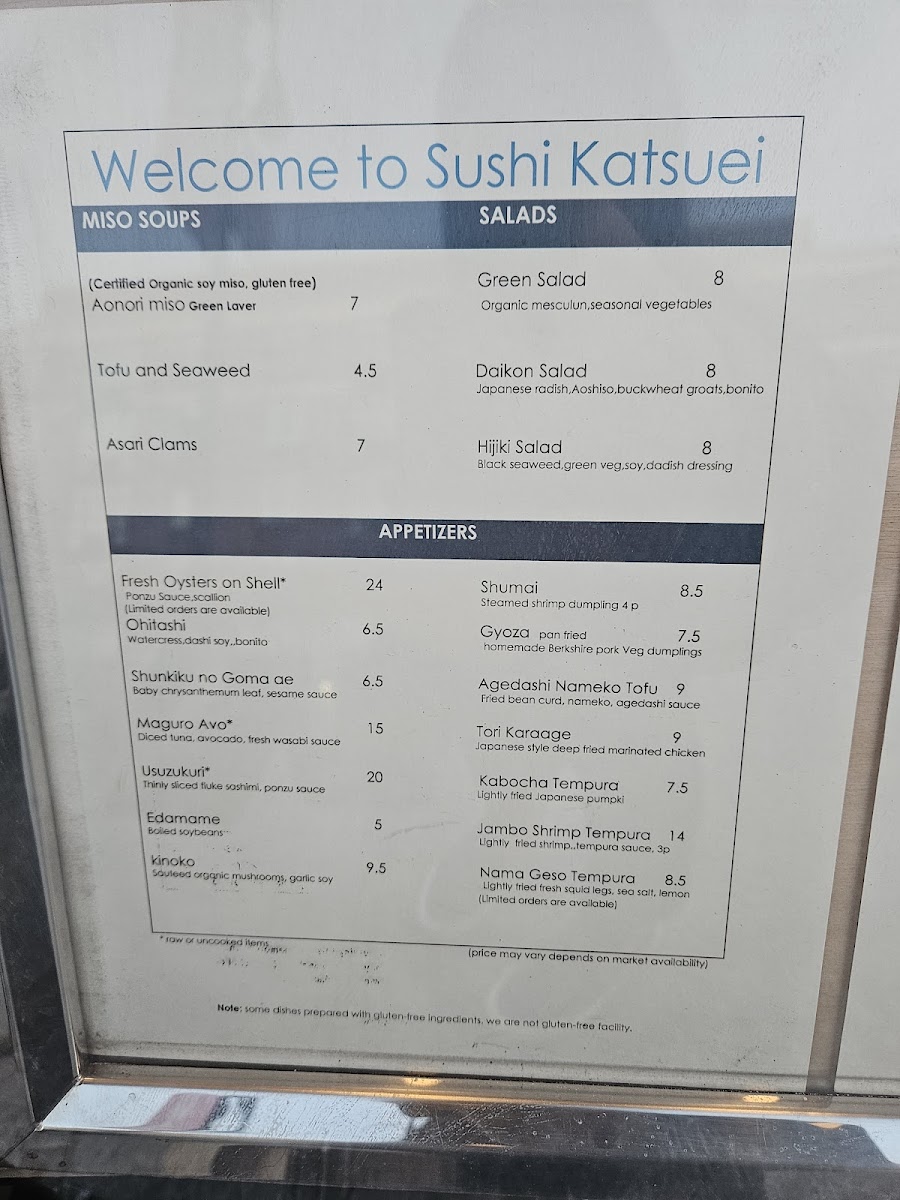 Welcome to Sushi Katsuei
MISO SOUPS
(Certified Organic soy miso, gluten free)
Aonori miso Green Laver 7
Tofu and Seaweed 4.5
Asari Clams 7
SALADS
Green Salad 8
Organic mesculun,seasonal vegetables
Daikon Salad 8
Japanese radish,Aoshiso,buckwheat groats,bonito
Hijiki Salad 8
Black seaweed,green veg,soy,dadish dressing
APPETIZERS
Fresh Oysters on Shell* 24
Ponzu Sauce,scallion
(Limited orders are available)
Ohitashi 6.5
Watercress,dashi soy,,bonito
Shunkiku no Goma ae 6.5
Baby chrysanthemum leaf, sesame sauce
Maguro Avo* 15
Diced tuna, avocado, fresh wasabi sauce
Usuzukuri* 20
Thinly sliced fluke sashimi, ponzu sauce
Edamame 5
Boiled soybeans
kinoko 9.5
Sauteed organic mushrooms, garlic soy
Shumai 8.5
Steamed shrimp dumpling 4 p
Gyoza pan fried 7.5
homemade Berkshire pork Veg dumplings
Agedashi Nameko Tofu 9
Fried bean curd, nameko, agedashi sauce
Tori Karaage 9
Japanese style deep fried marinated chicken
Kabocha Tempura 7.5
Lightly fried Japanese pumpki
Jambo Shrimp Tempura 14
Lightly fried shrimp,,tempura sauce, 3p
Nama Geso Tempura 8.5
Lightly fried fresh squid legs, sea salt, lemon
(Limited orders are available)
* raw or uncooked items
(price may vary depends on market availability)
Note: some dishes prepared with gluten-free ingredients, we are not gluten-free facility.